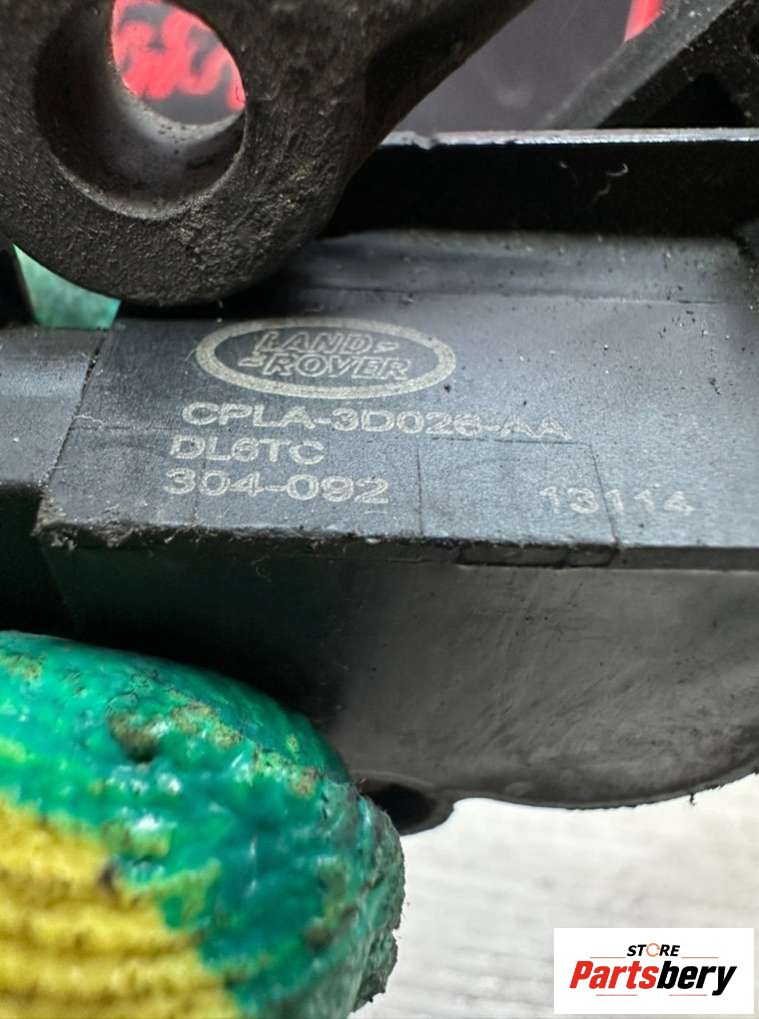 LAND
ROVER
CPLA-3D026-AA
DL6TC
304-092
13114
STORE
Partsbery